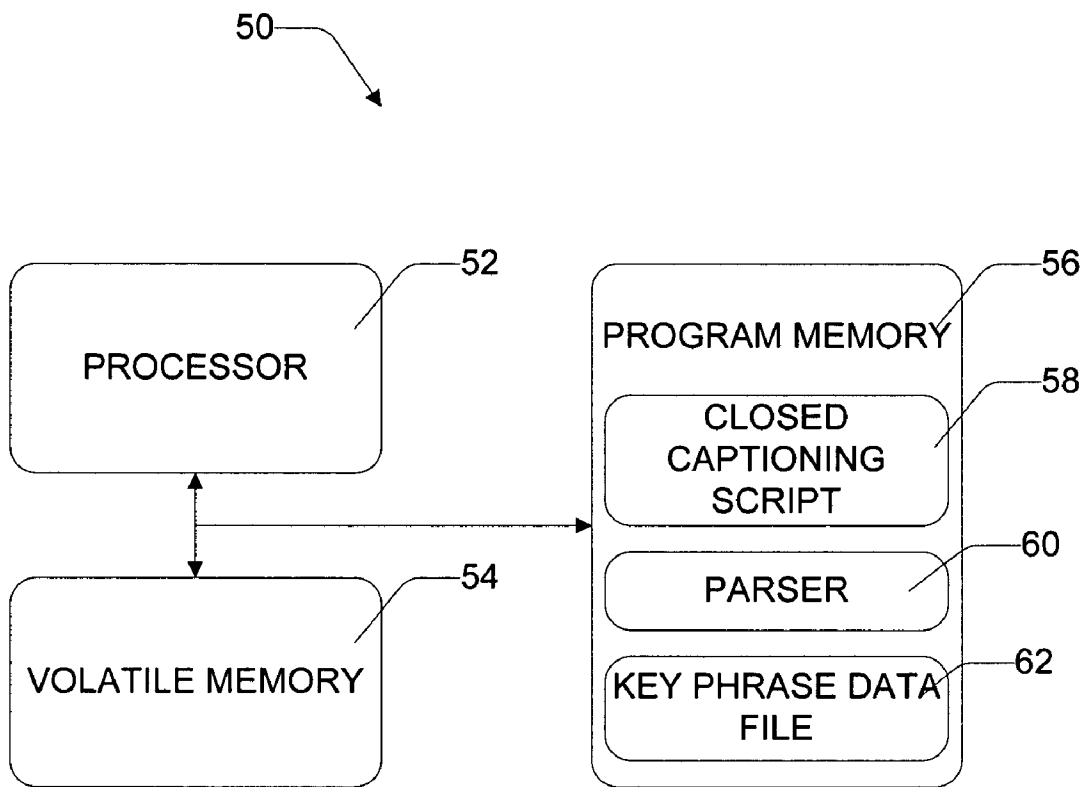 50
52
PROCESSOR
56
PROGRAM MEMORY
58
CLOSED
CAPTIONING
SCRIPT
60
PARSER
62
KEY PHRASE DATA
FILE
54
VOLATILE MEMORY